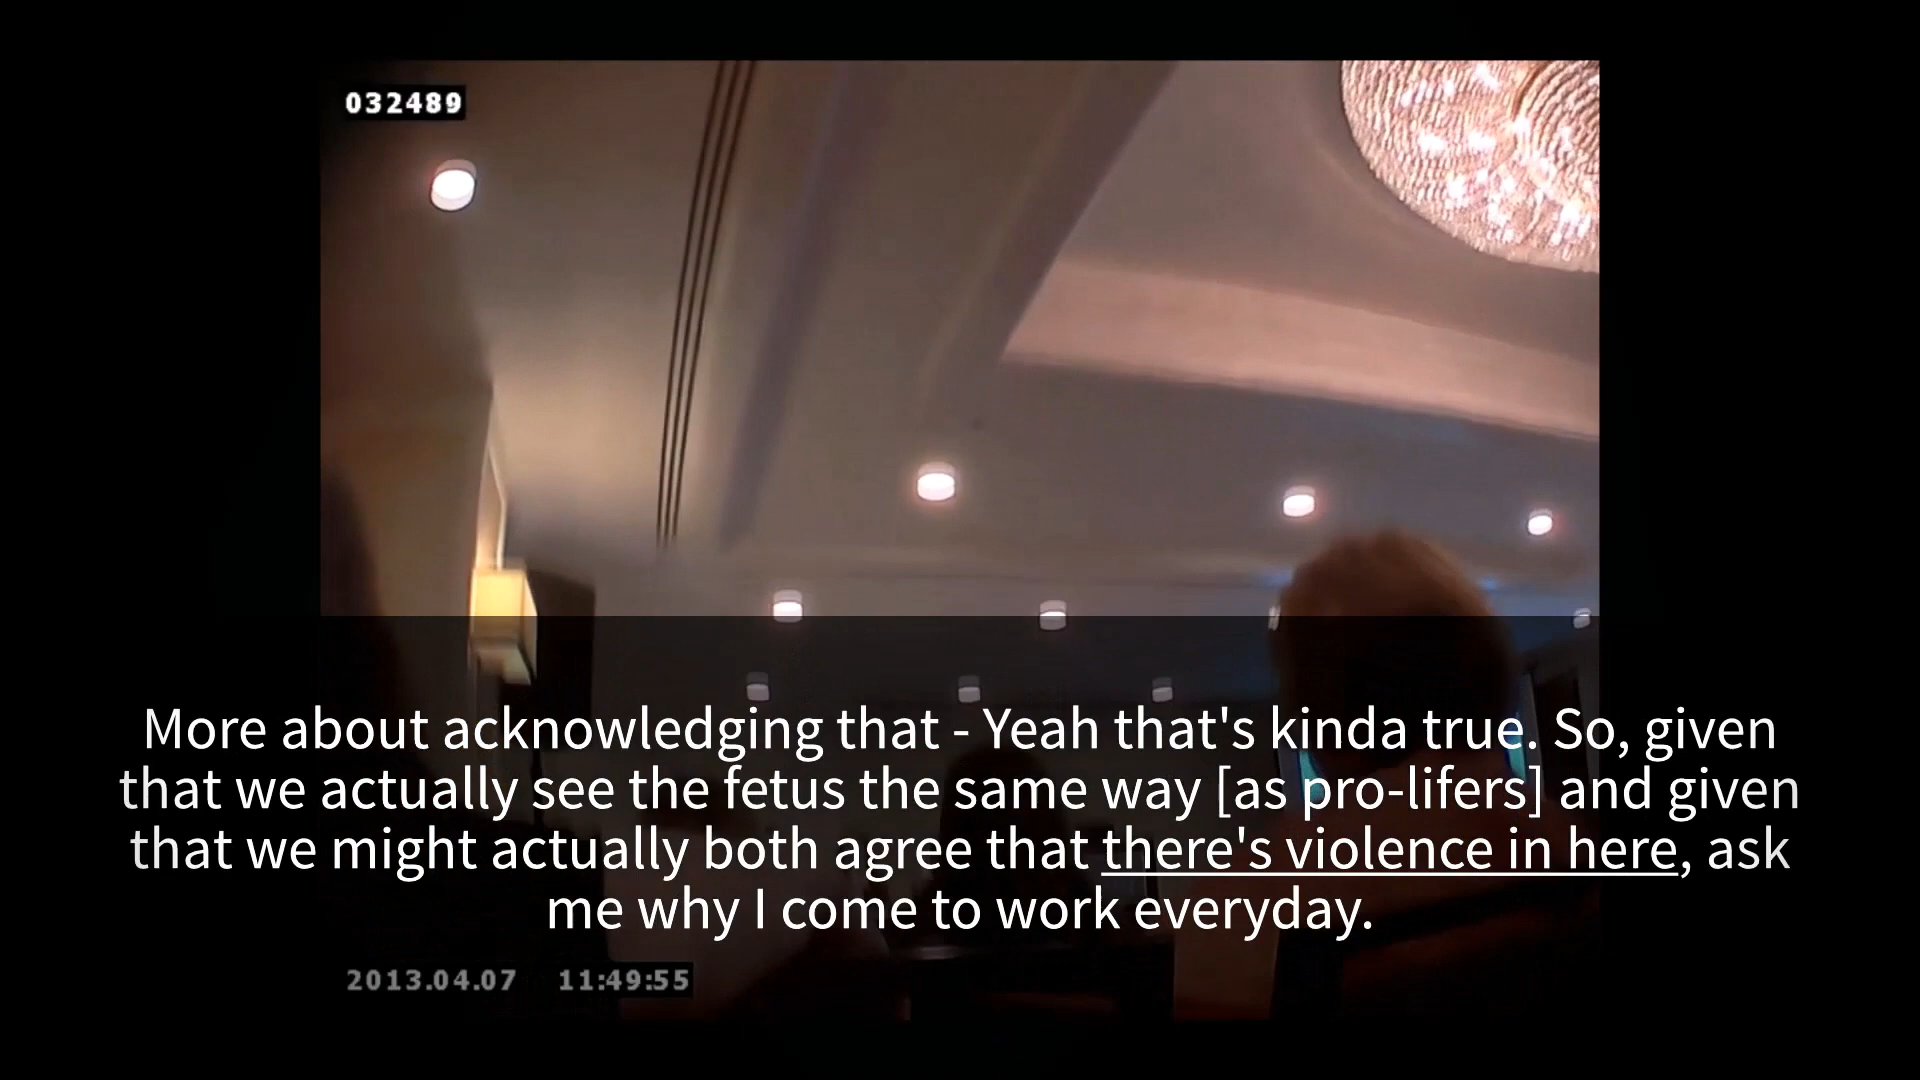 032489
More about acknowledging that - Yeah that's kinda true. So, given
that we actually see the fetus the same way [as pro-lifers] and given
that we might actually both agree that there's violence in here, ask
me why I come to work everyday.
2013.04.07 11:49:55